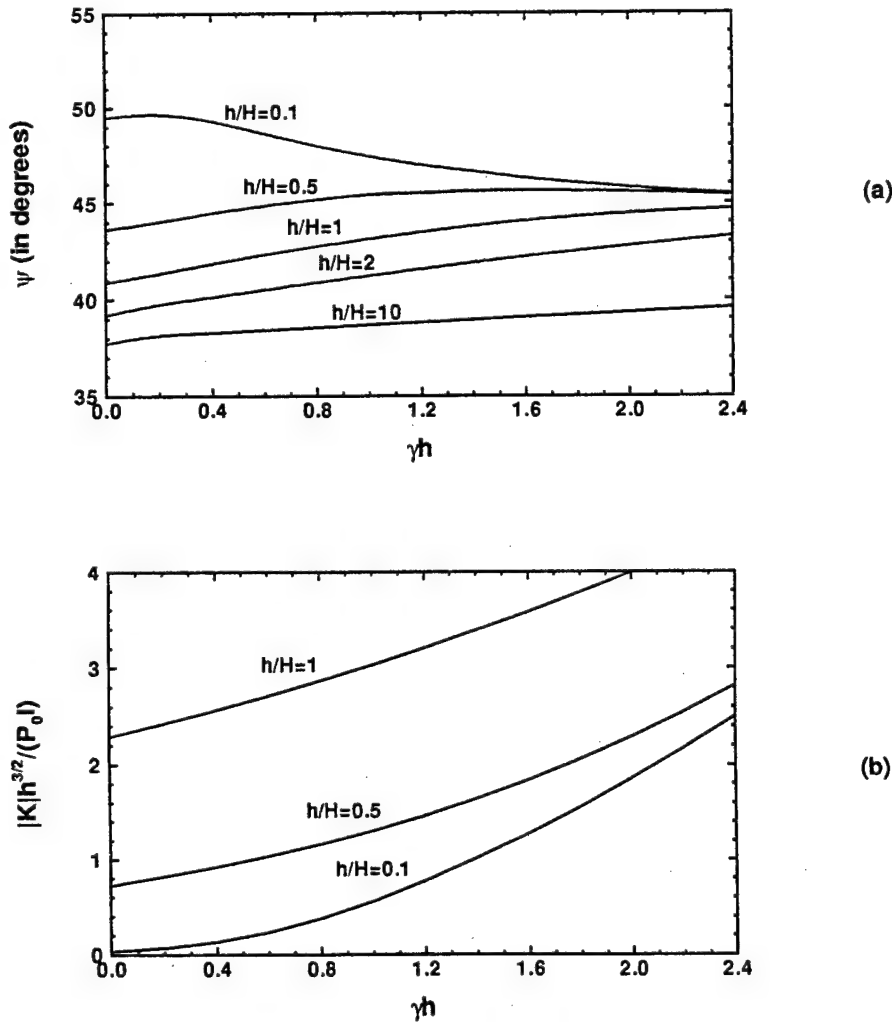 55
50
45
40
35
ψ (in degrees)
h/H=0.1
h/H=0.5
h/H=1
h/H=2
h/H=10
0.0 0.4 0.8 1.2 1.6 2.0 2.4
γh
(a)
4
3
2
1
0
|K|h^3/2/(P_0l)
h/H=1
h/H=0.5
h/H=0.1
0.0 0.4 0.8 1.2 1.6 2.0 2.4
γh
(b)